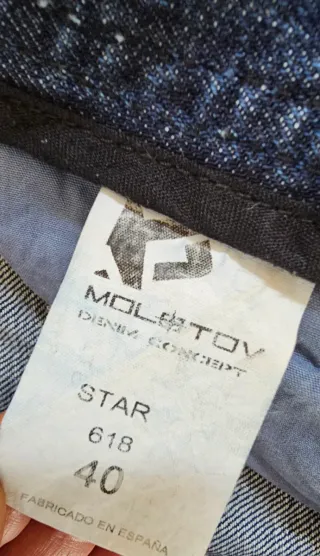 MOLOTOV
DENIM CONCEPT
STAR
618
40
FABRICADO EN ESPAÑA